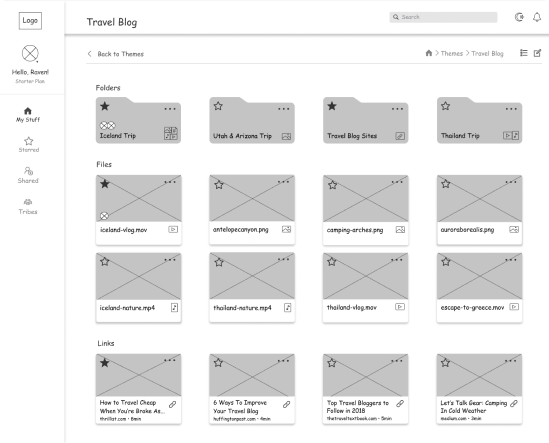 Logo
Travel Blog
Search
Hello, Raven!
Starter Plan
My Stuff
Starred
Shared
Tribes
Back to Themes
Themes > Travel Blog
Folders
Iceland Trip
Utah & Arizona Trip
Travel Blog Sites
Thailand Trip
Files
iceland-vlog.mov
antelopecanyon.png
camping-arches.png
auroraborealis.png
iceland-nature.mp4
thailand-nature.mp4
thailand-vlog.mov
escape-to-greece.mov
Links
How to Travel Cheap
When You're Broke As...
thrillist.com - 8min
6 Ways To Improve
Your Travel Blog
huffingtonpost.com - 4min
Top Travel Bloggers to
Follow in 2018
thetraveltartbook.com - 5min
Let's Talk Gear: Camping
In Cold Weather
medium.com - 3min